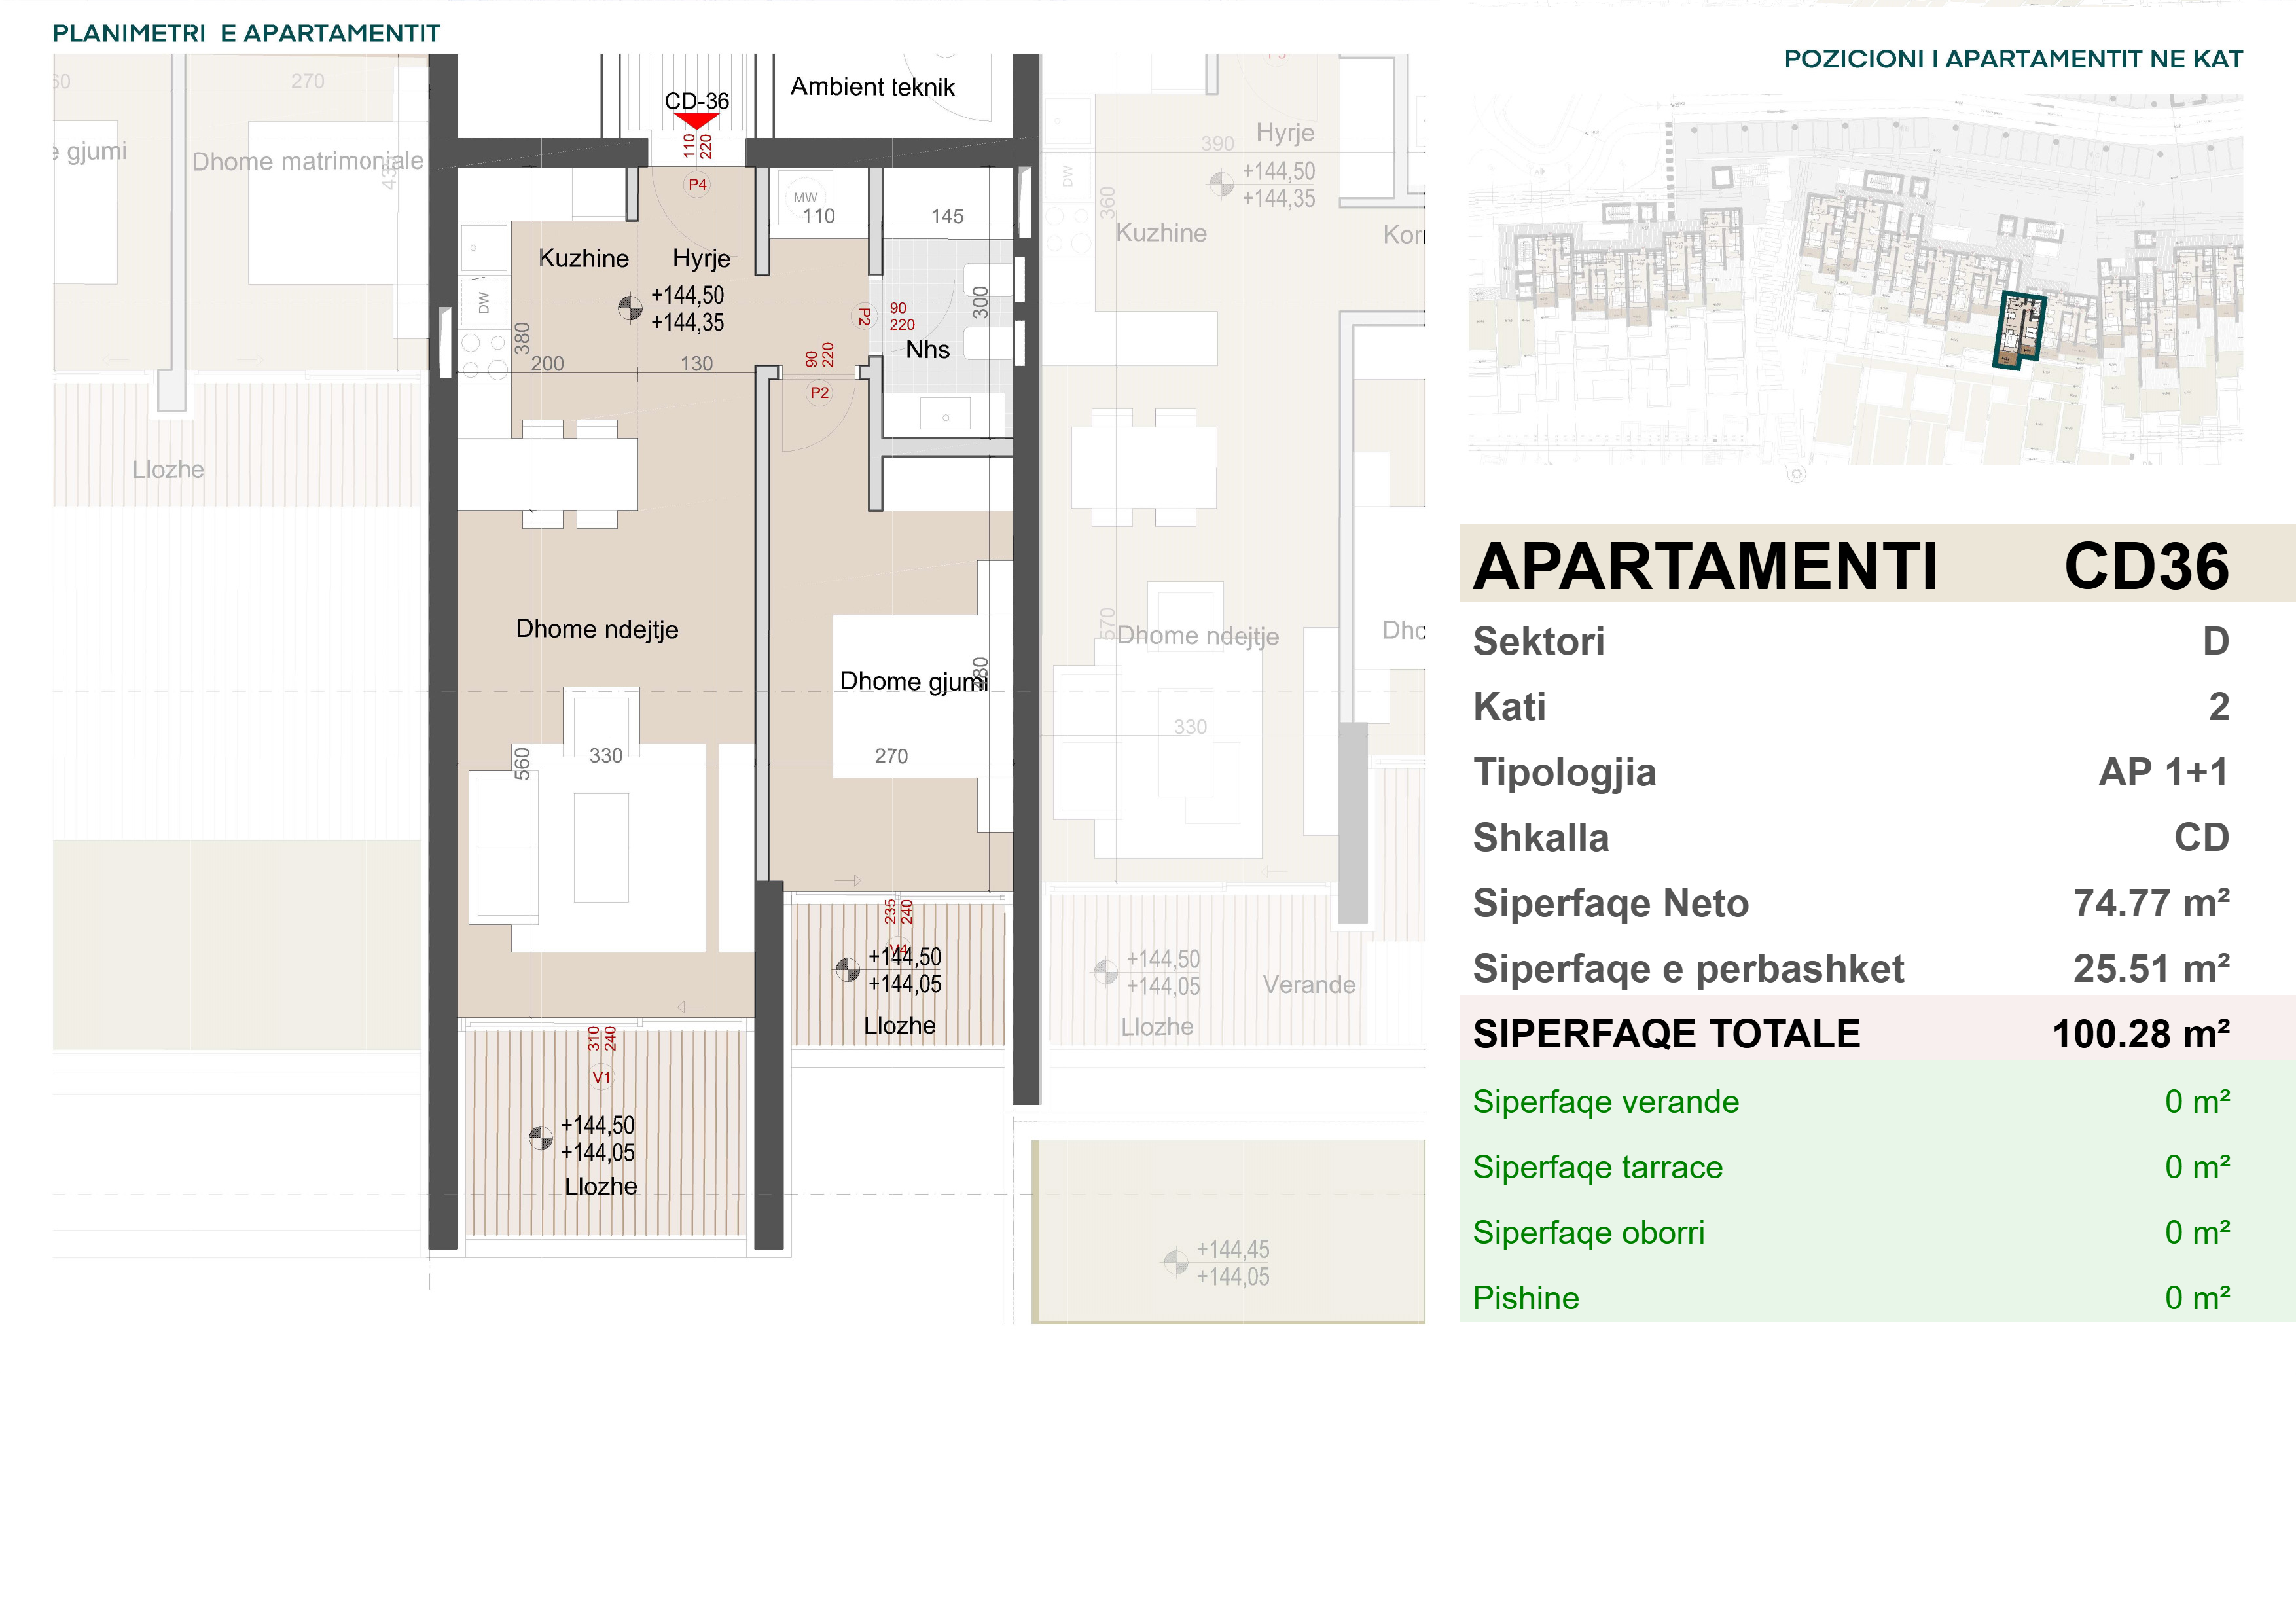 PLANIMETRI E APARTAMENTIT
POZICIONI I APARTAMENTIT NE KAT
Ambient teknik
CD-36
110
220
P4
60
270
e gjumi
Dhome matrimoniale
430
MW
110
145
Kuzhine
Hyrje
+144,50
+144,35
DW
380
200
130
P2
90
220
300
Nhs
90
220
P2
Llozhe
Dhome ndejtje
Dhome gjumi
480
560
330
270
235
240
V4
+144,50
+144,05
Llozhe
310
240
V1
+144,50
+144,05
Llozhe
Hyrje
390
+144,50
+144,35
DW
360
Kuzhine
Korr
570
Dhome ndejtje
Dhc
330
+144,50
+144,05
Verande
Llozhe
+144,45
+144,05
APARTAMENTI CD36
Sektori D
Kati 2
Tipologjia AP 1+1
Shkalla CD
Siperfaqe Neto 74.77 m²
Siperfaqe e perbashket 25.51 m²
SIPERFAQE TOTALE 100.28 m²
Siperfaqe verande 0 m²
Siperfaqe tarrace 0 m²
Siperfaqe oborri 0 m²
Pishine 0 m²